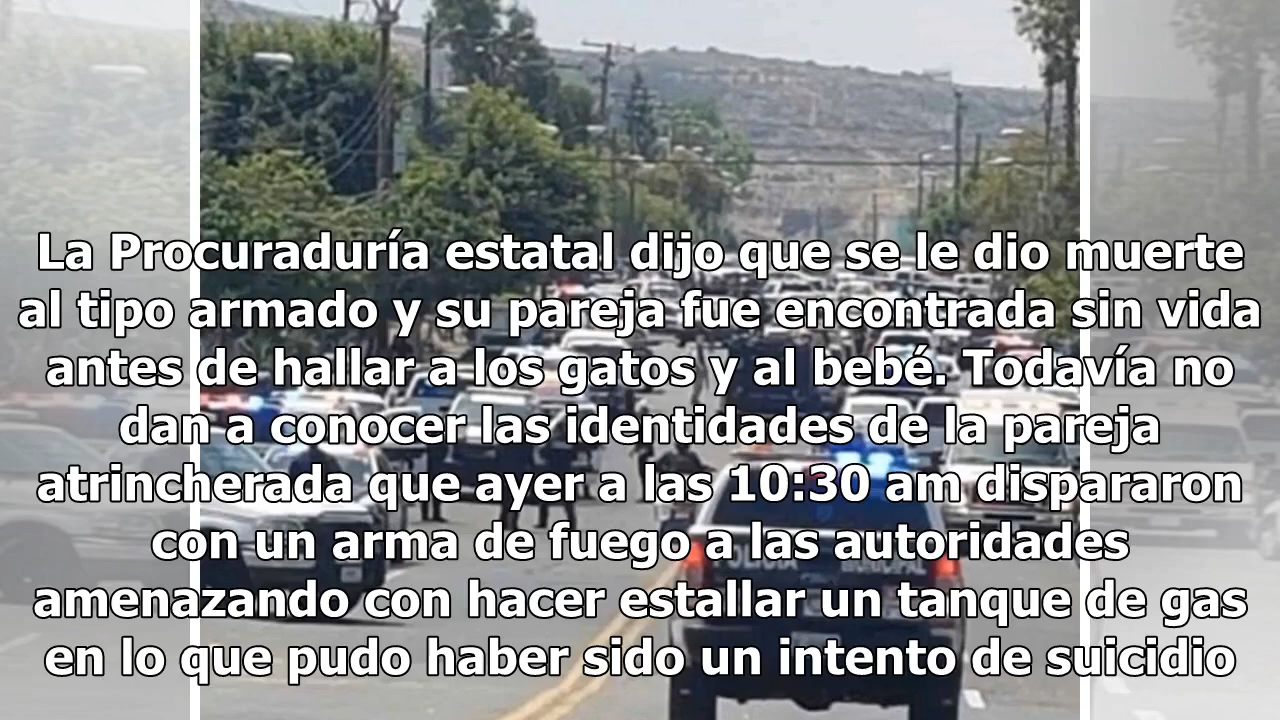 La Procuraduría estatal dijo que se le dio muerte
al tipo armado y su pareja fue encontrada sin vida
antes de hallar a los gatos y al bebé. Todavía no
dan a conocer las identidades de la pareja
atrincherada que ayer a las 10:30 am dispararon
con un arma de fuego a las autoridades
amenazando con hacer estallar un tanque de gas
en lo que pudo haber sido un intento de suicidio
POLICIA MUNICIPAL